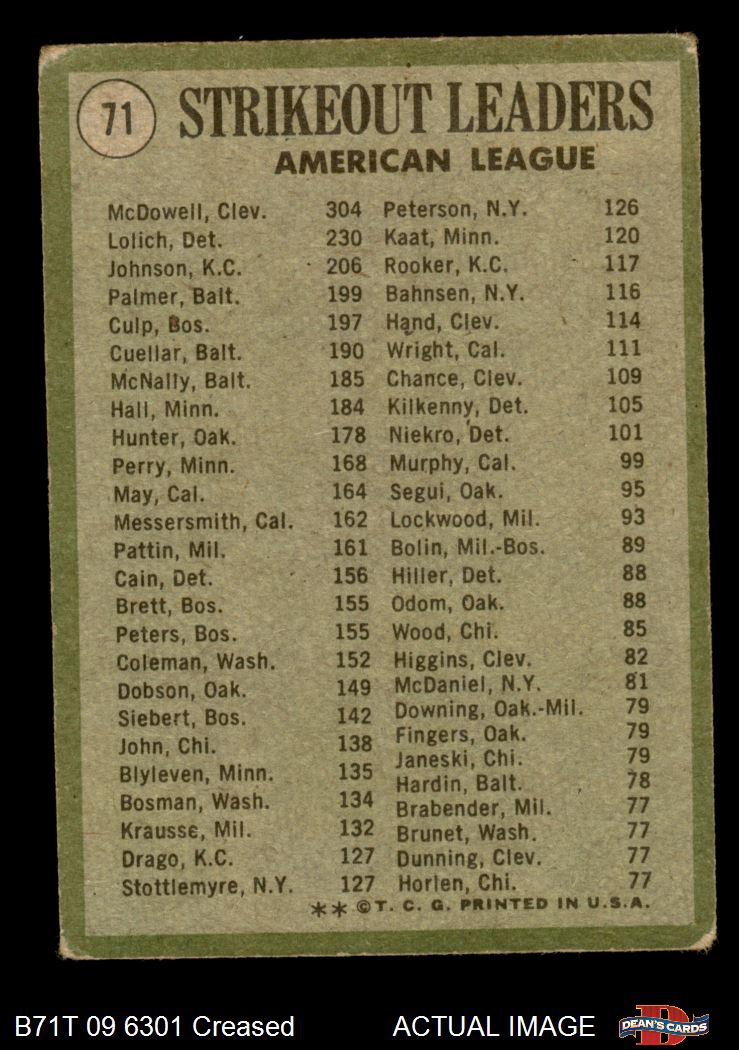 71
STRIKEOUT LEADERS
AMERICAN LEAGUE
McDowell, Clev. 304
Lolich, Det. 230
Johnson, K.C. 206
Palmer, Balt. 199
Culp, Bos. 197
Cuellar, Balt. 190
McNally, Balt. 185
Hall, Minn. 184
Hunter, Oak. 178
Perry, Minn. 168
May, Cal. 164
Messersmith, Cal. 162
Pattin, Mil. 161
Cain, Det. 156
Brett, Bos. 155
Peters, Bos. 155
Coleman, Wash. 152
Dobson, Oak. 149
Siebert, Bos. 142
John, Chi. 138
Blyleven, Minn. 135
Bosman, Wash. 134
Krausse, Mil. 132
Drago, K.C. 127
Stottlemyre, N.Y. 127
Peterson, N.Y. 126
Kaat, Minn. 120
Rooker, K.C. 117
Bahnsen, N.Y. 116
Hand, Clev. 114
Wright, Cal. 111
Chance, Clev. 109
Kilkenny, Det. 105
Niekro, Det. 101
Murphy, Cal. 99
Segui, Oak. 95
Lockwood, Mil. 93
Bolin, Mil.-Bos. 89
Hiller, Det. 88
Odom, Oak. 88
Wood, Chi. 85
Higgins, Clev. 82
McDaniel, N.Y. 81
Downing, Oak.-Mil. 79
Fingers, Oak. 79
Janeski, Chi. 79
Hardin, Balt. 78
Brabender, Mil. 77
Brunet, Wash. 77
Dunning, Clev. 77
Horlen, Chi. 77
** ©T. C. G. PRINTED IN U.S.A.
B71T 09 6301 Creased
ACTUAL IMAGE
D
DEAN'S CARDS